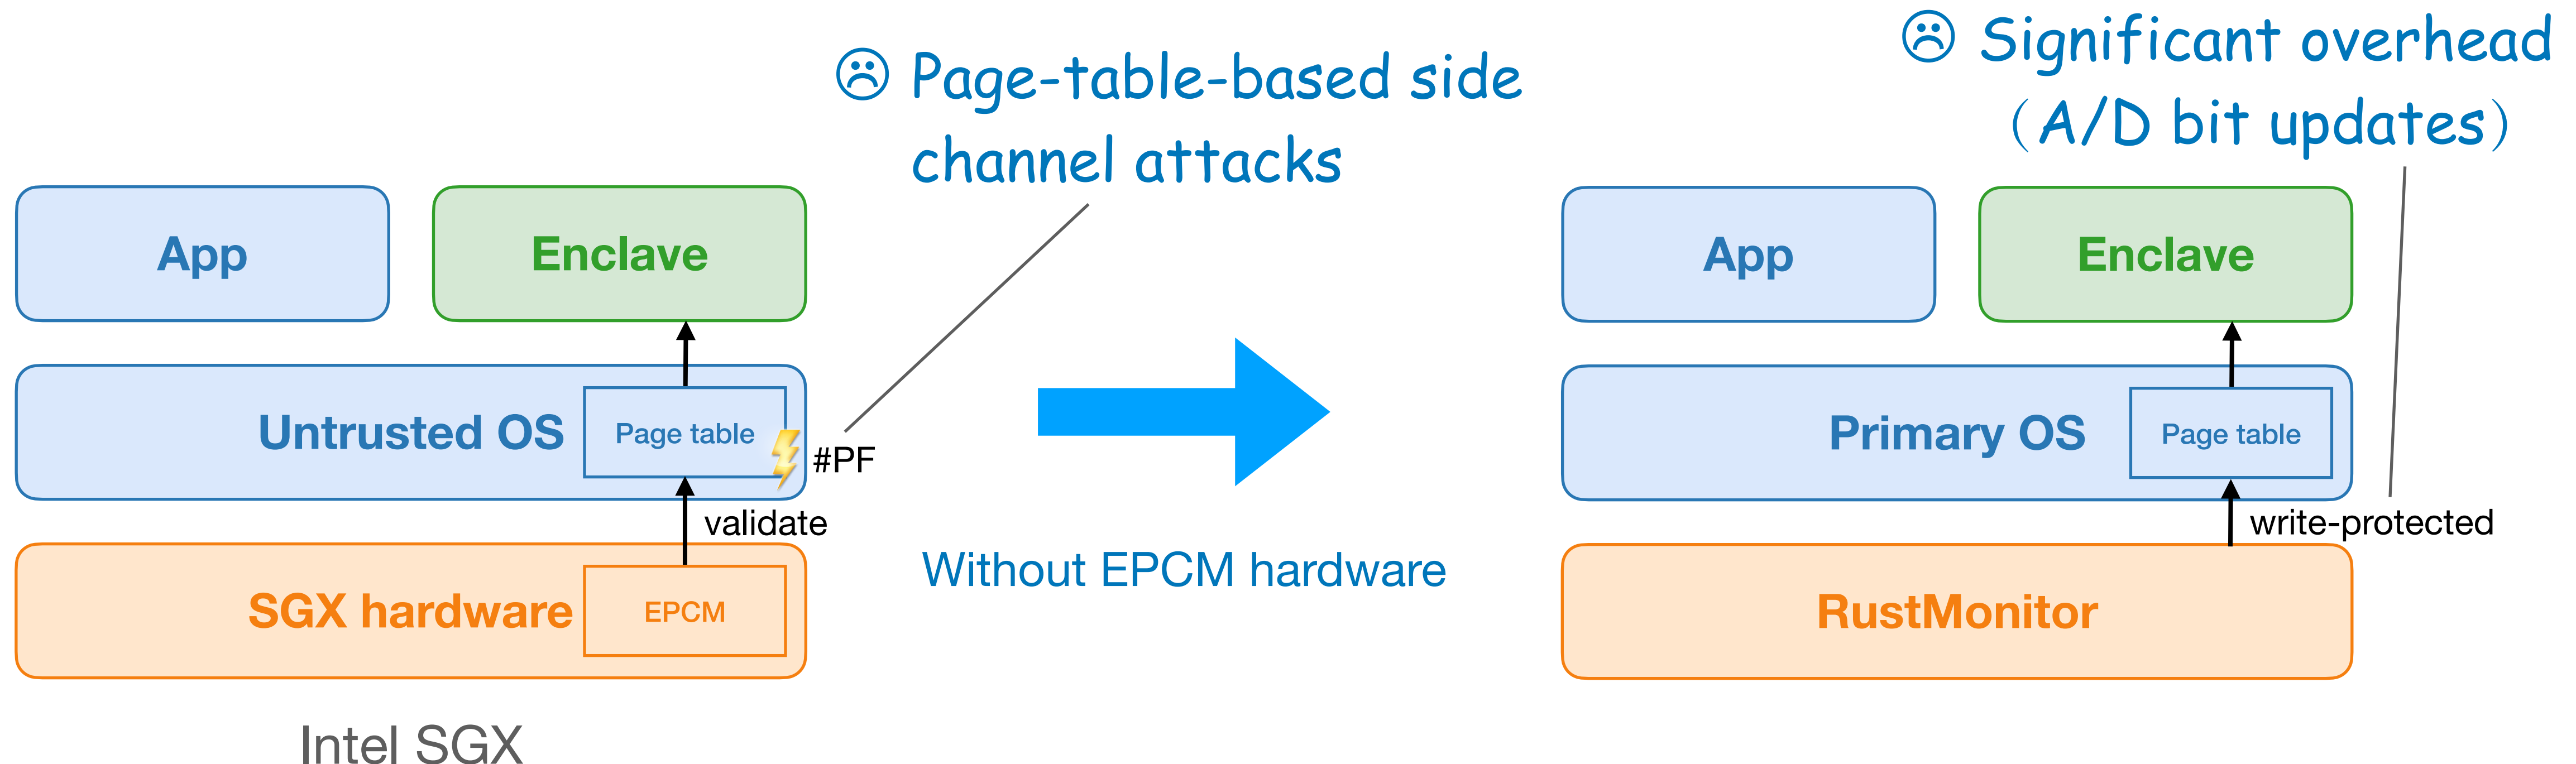 ☹ Page-table-based side
channel attacks
App
Enclave
Untrusted OS
Page table
#PF
validate
SGX hardware
EPCM
Intel SGX
Without EPCM hardware
☹ Significant overhead
(A/D bit updates)
App
Enclave
Primary OS
Page table
write-protected
RustMonitor